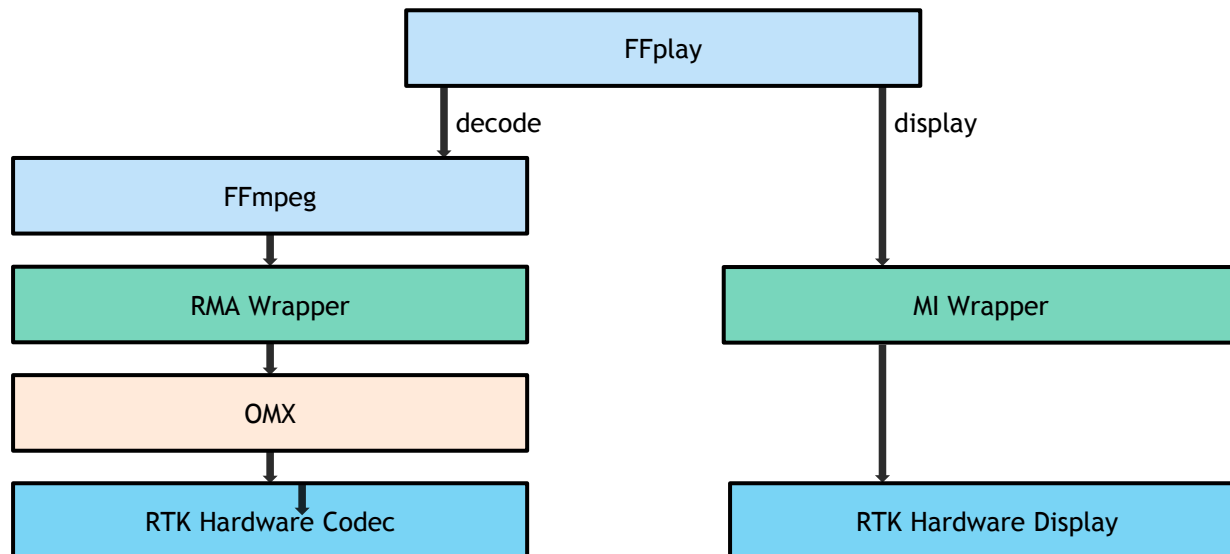 FFplay
decode
display
FFmpeg
RMA Wrapper
MI Wrapper
OMX
RTK Hardware Codec
RTK Hardware Display